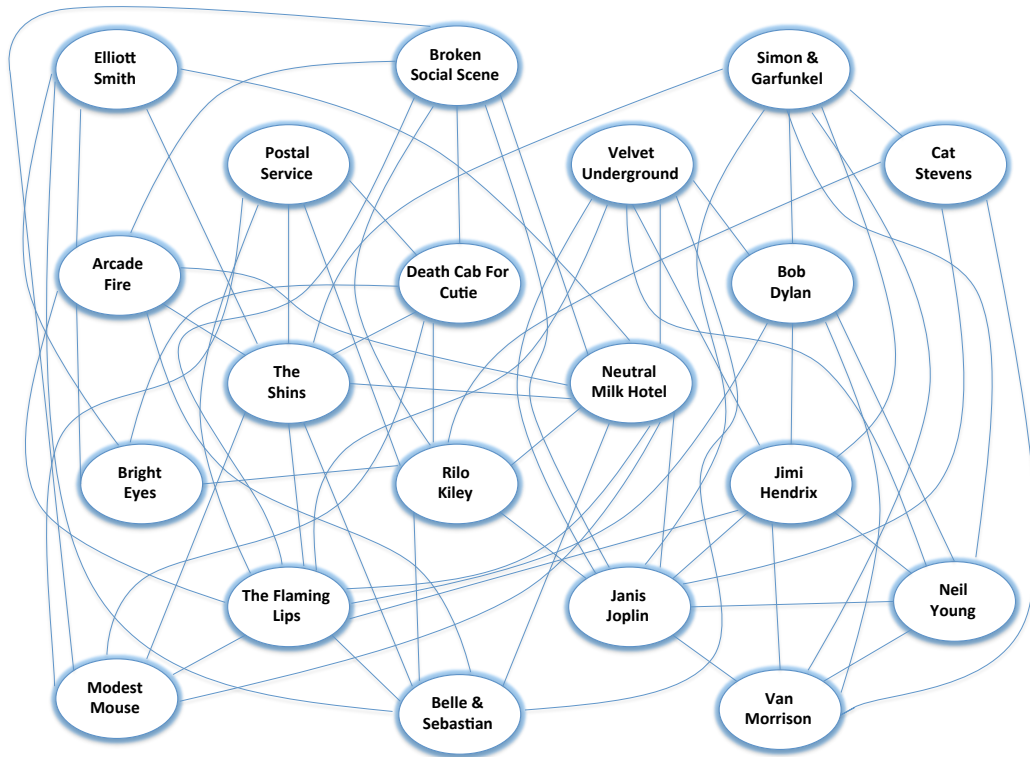 Elliott
Smith
Broken
Social Scene
Simon &
Garfunkel
Postal
Service
Velvet
Underground
Cat
Stevens
Arcade
Fire
Death Cab For
Cutie
Bob
Dylan
The
Shins
Neutral
Milk Hotel
Bright
Eyes
Rilo
Kiley
Jimi
Hendrix
The Flaming
Lips
Janis
Joplin
Neil
Young
Modest
Mouse
Belle &
Sebastian
Van
Morrison